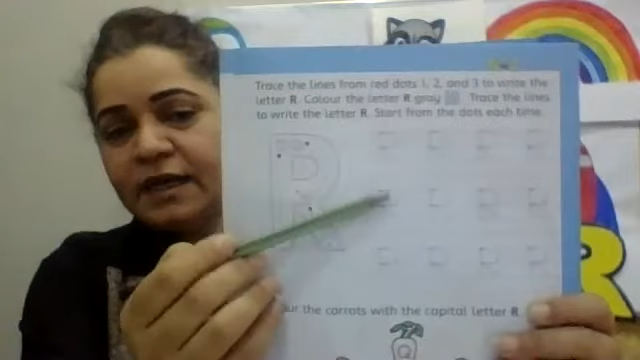 Trace the lines from red dots 1, 2, and 3 to write the
letter R. Colour the letter R gray. Trace the lines
to write the letter R. Start from the dots each time.
our the carrots with the capital letter R.
Q
R